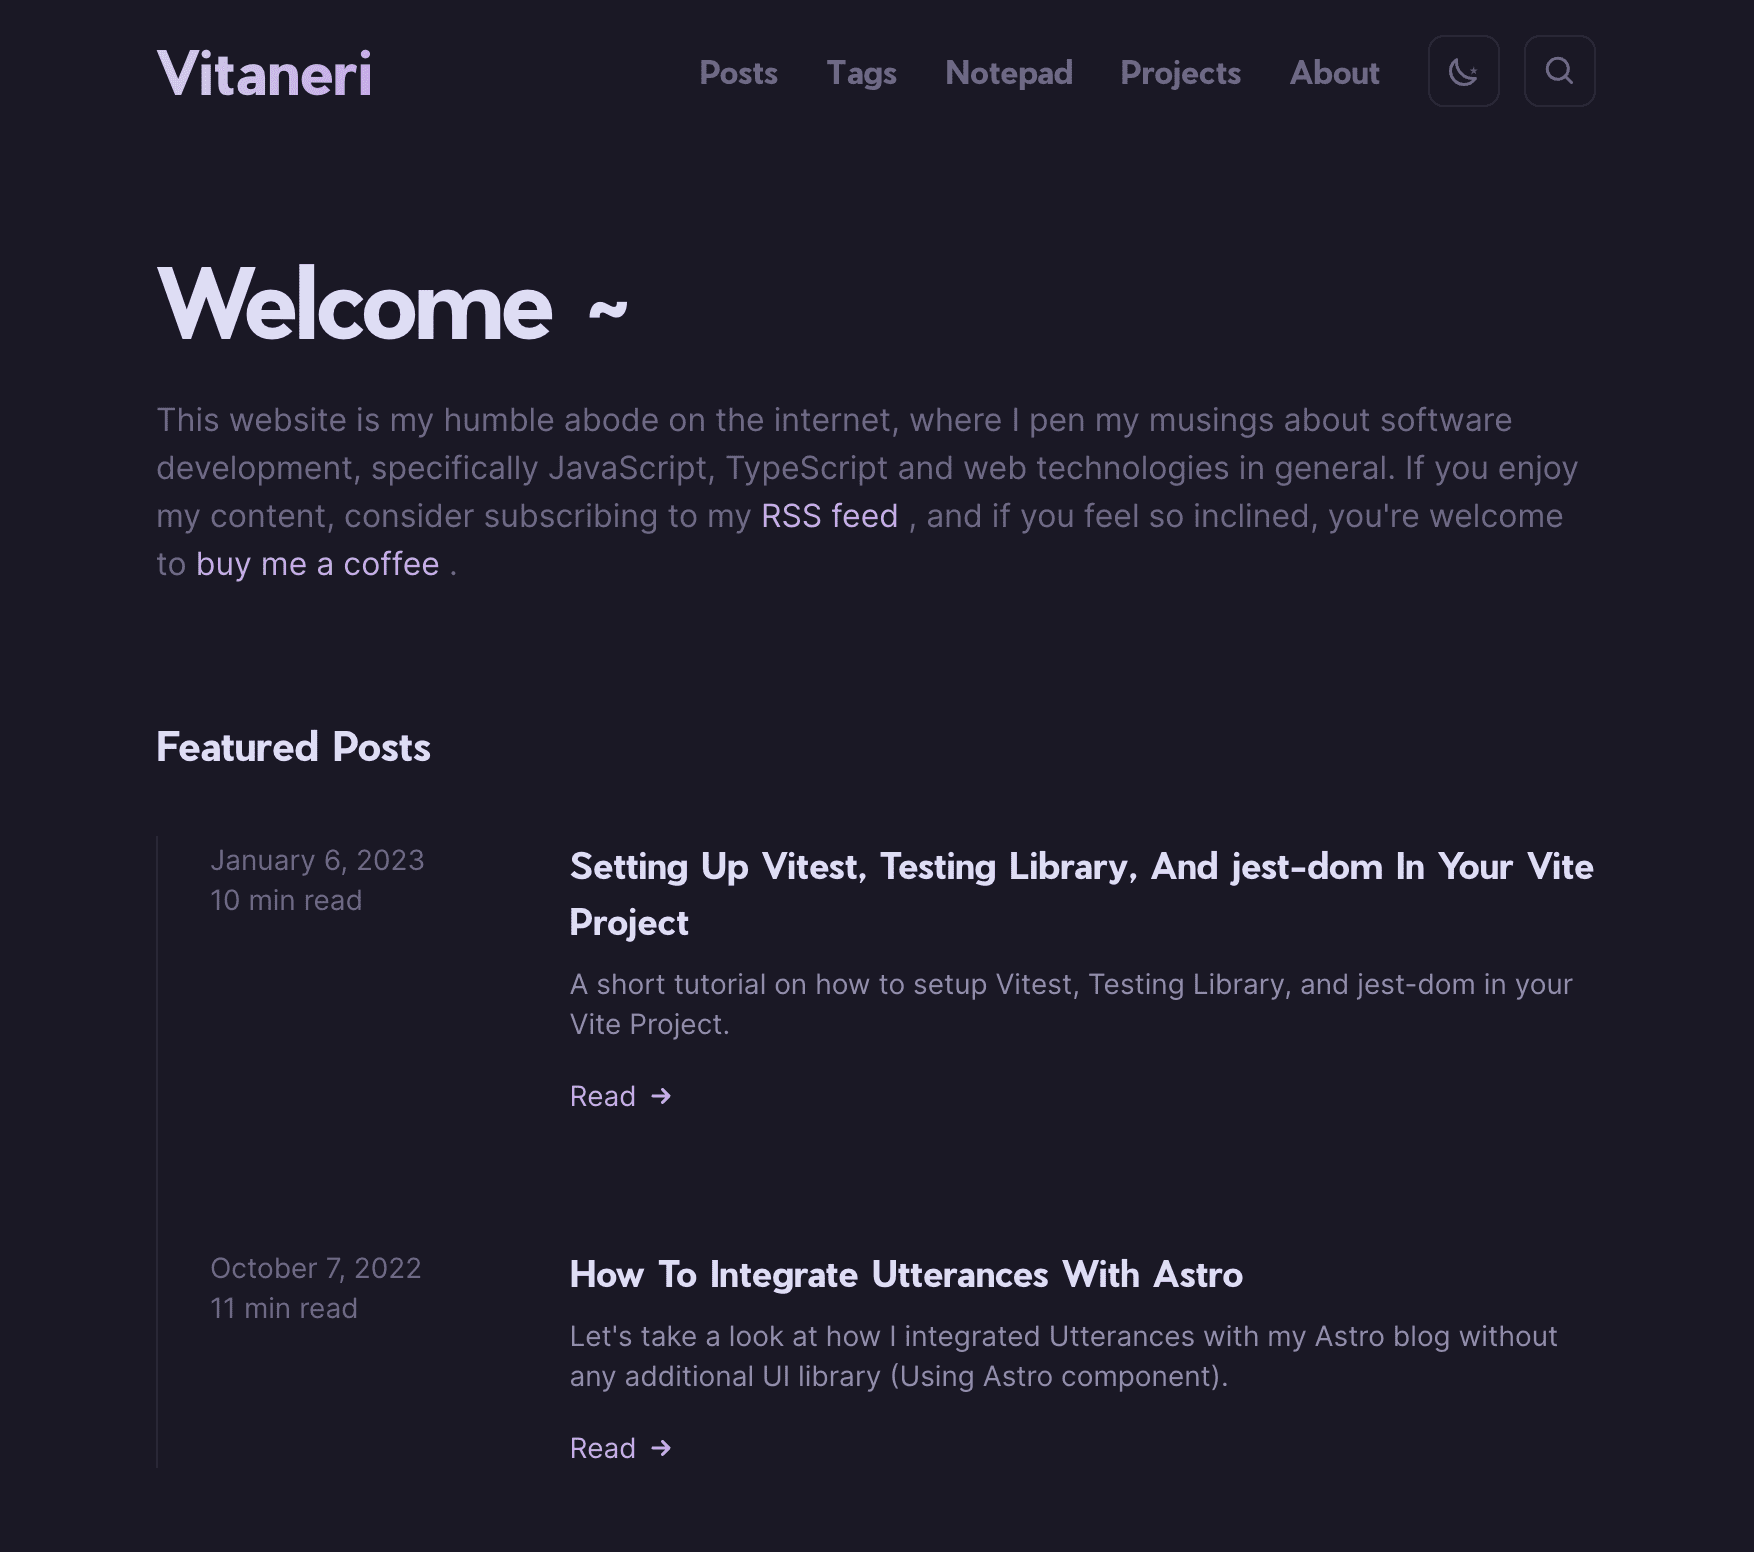 Vitaneri
Posts Tags Notepad Projects About
Welcome ~
This website is my humble abode on the internet, where I pen my musings about software
development, specifically JavaScript, TypeScript and web technologies in general. If you enjoy
my content, consider subscribing to my RSS feed , and if you feel so inclined, you're welcome
to buy me a coffee .
Featured Posts
January 6, 2023
10 min read
Setting Up Vitest, Testing Library, And jest-dom In Your Vite
Project
A short tutorial on how to setup Vitest, Testing Library, and jest-dom in your
Vite Project.
Read →
October 7, 2022
11 min read
How To Integrate Utterances With Astro
Let's take a look at how I integrated Utterances with my Astro blog without
any additional UI library (Using Astro component).
Read →